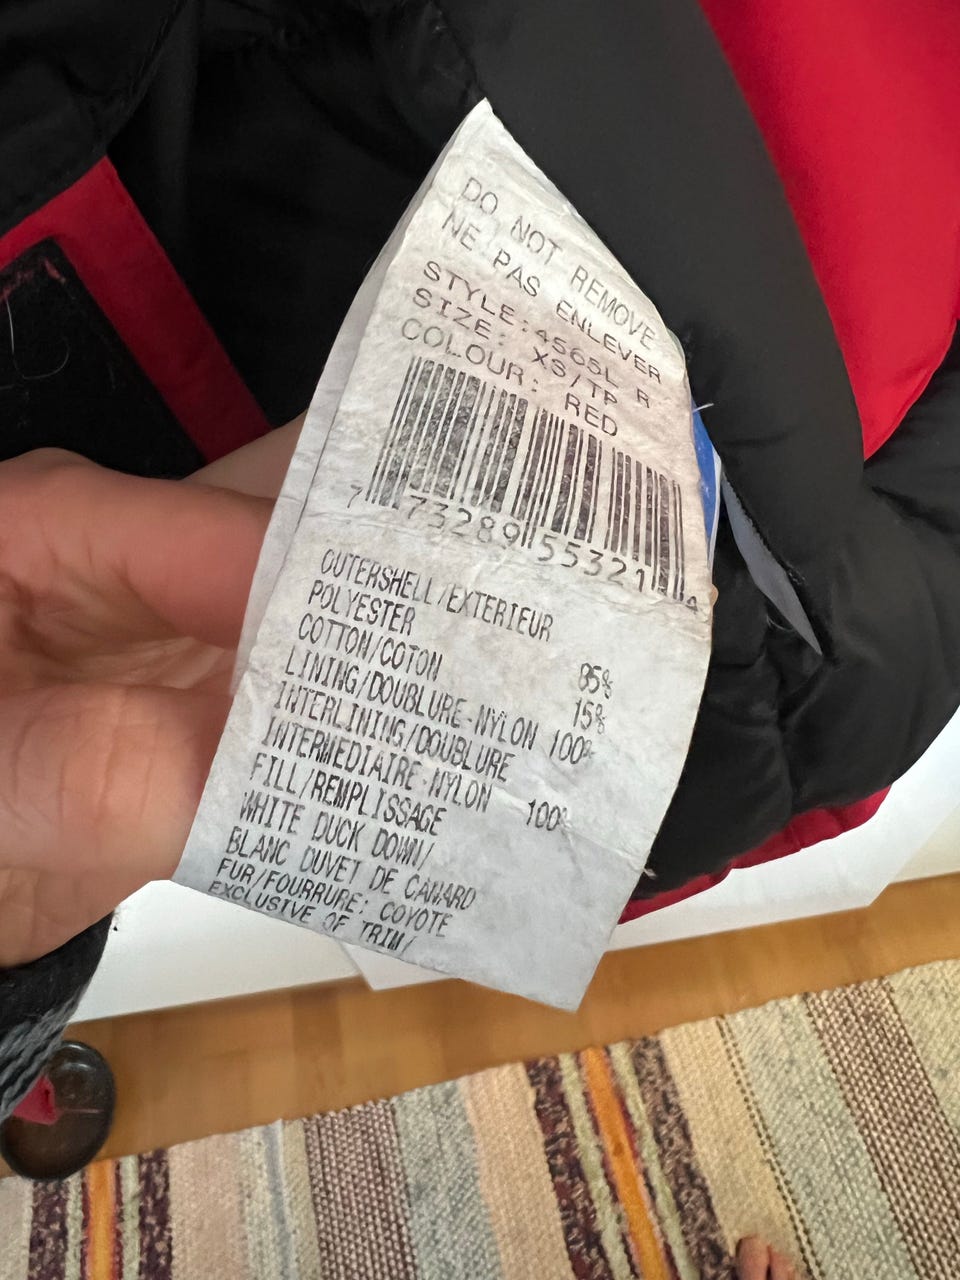 DO NOT REMOVE
NE PAS ENLEVER
STYLE:4565L R
SIZE: XS/TP
COLOUR: RED
7 73289 55321 4
OUTERSHELL/EXTERIEUR
POLYESTER 85%
COTTON/COTON 15%
LINING/DOUBLURE-NYLON 100%
INTERLINING/DOUBLURE
INTERMEDIAIRE-NYLON 100%
FILL/REMPLISSAGE
WHITE DUCK DOWN/
BLANC DUVET DE CANARD
FUR/FOURRURE: COYOTE
EXCLUSIVE OF TRIM/